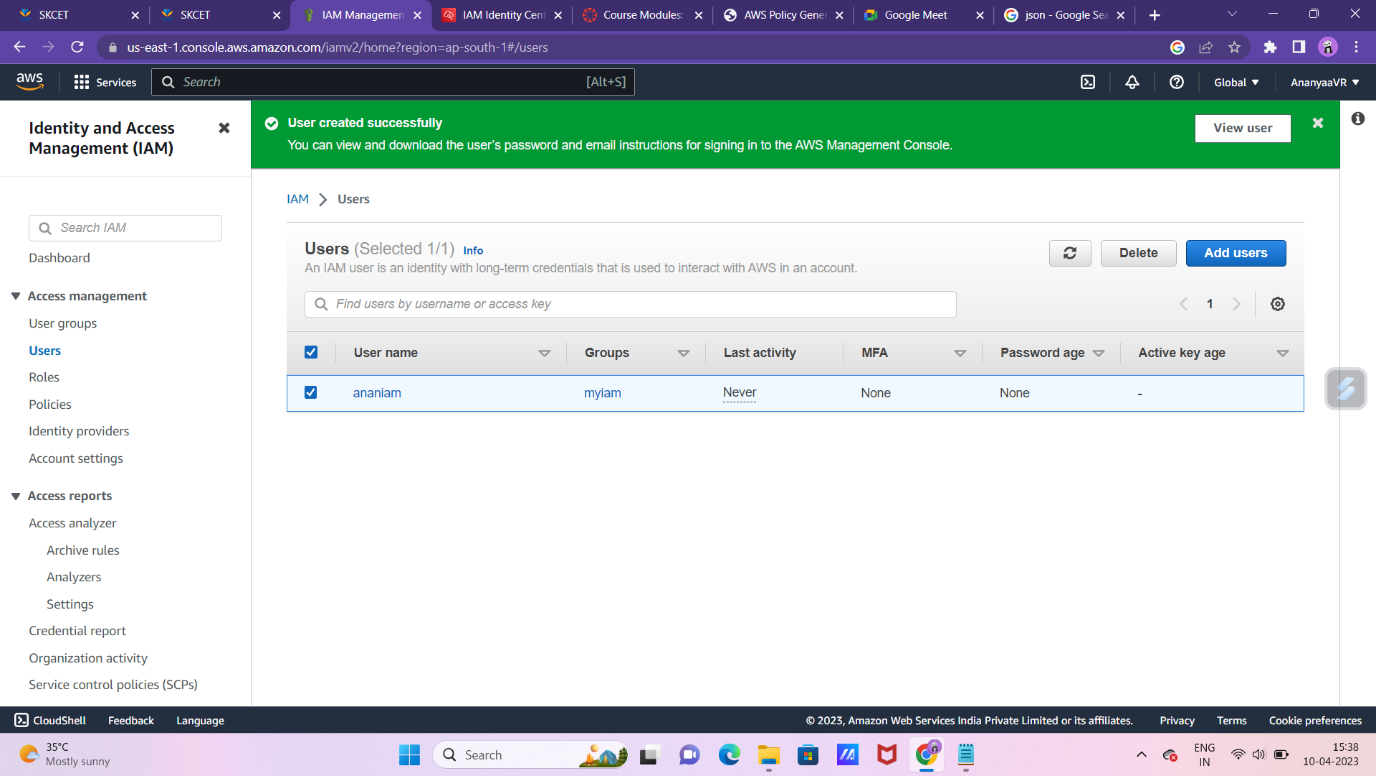 SKCET
SKCET
IAM Managemen
IAM Identity Cent
Course Modules:
AWS Policy Gene
Google Meet
json - Google Sea
us-east-1.console.aws.amazon.com/iamv2/home?region=ap-south-1#/users
aws
Services
Search
[Alt+S]
Global
AnanyaaVR
Identity and Access
Management (IAM)
Search IAM
Dashboard
Access management
User groups
Users
Roles
Policies
Identity providers
Account settings
Access reports
Access analyzer
Archive rules
Analyzers
Settings
Credential report
Organization activity
Service control policies (SCPs)
User created successfully
You can view and download the user's password and email instructions for signing in to the AWS Management Console.
View user
IAM > Users
Users (Selected 1/1) Info
An IAM user is an identity with long-term credentials that is used to interact with AWS in an account.
Delete
Add users
Find users by username or access key
1
User name Groups Last activity MFA Password age Active key age
ananiam myiam Never None None -
CloudShell Feedback Language
© 2023, Amazon Web Services India Private Limited or its affiliates. Privacy Terms Cookie preferences
35°C
Mostly sunny
Search
ENG
IN
15:38
10-04-2023